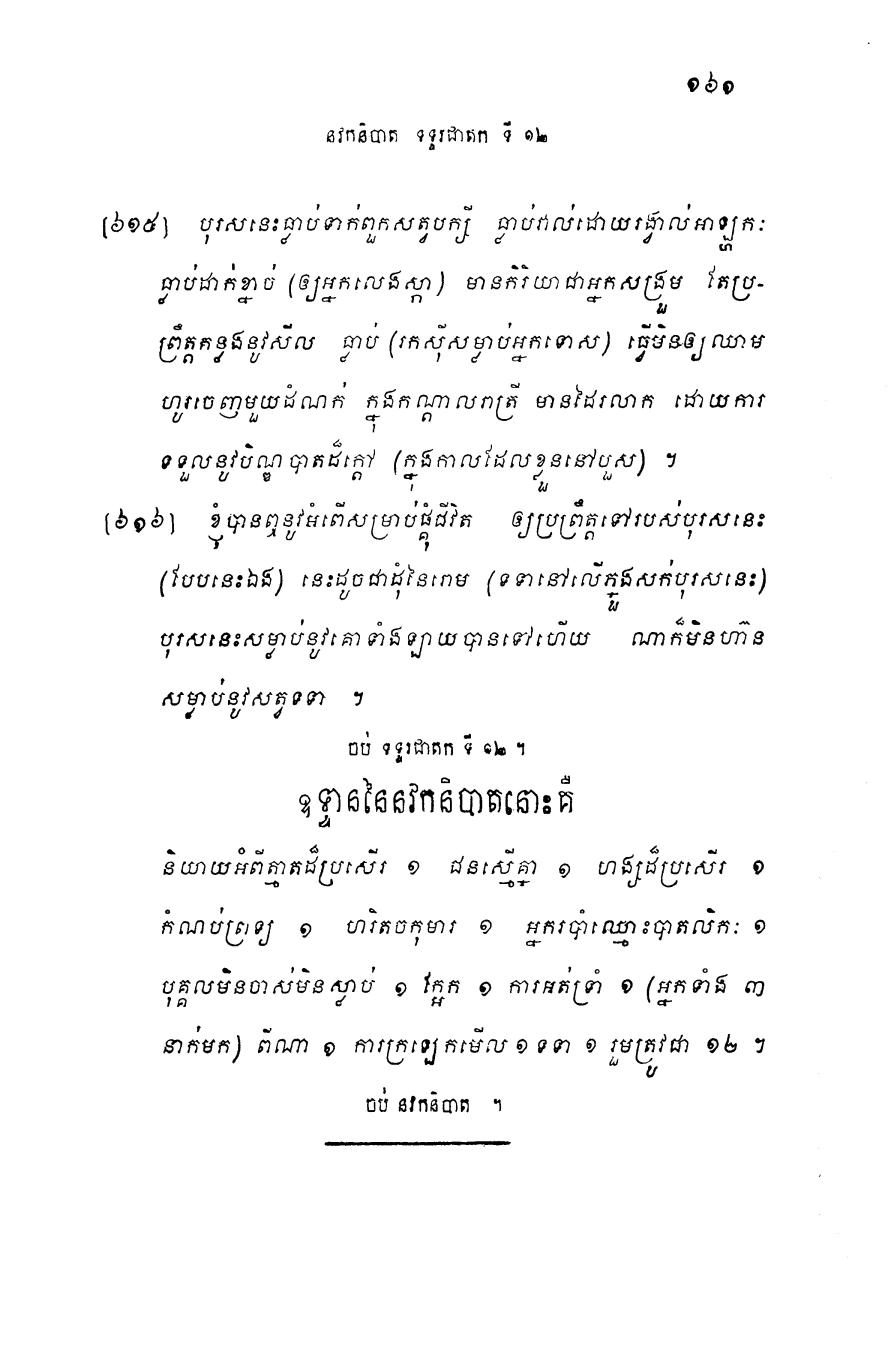 ១៦១
នវកនិបាត ទទ្ទរជាតក ទី ១២
[៦១៥] បុរសនេះធ្លាប់ទាក់ពួកសត្វបក្សី ធ្លាប់វាល់ដោយរង្វាល់អាឡ្ហកៈ
ធ្លាប់ដាក់ខ្នាច់ (ឲ្យអ្នកលេងស្កា) មានកិរិយាជាអ្នកសង្រួម តែប្រ-
ព្រឹត្តកន្លងនូវសីល ធ្លាប់ (រកស៊ីសម្លាប់អ្នកទោស) ធ្វើមិនឲ្យឈាម
ហូរចេញមួយដំណក់ ក្នុងកណ្តាលរាត្រី មានដៃរលាក ដោយការ
ទទួលនូវបិណ្ឌបាតដ៏ក្តៅ (ក្នុងកាលដែលខ្លួននៅបួស) ។
[៦១៦] ខ្ញុំបានឮនូវអំពើសម្រាប់ផ្គុំជីវិត ឲ្យប្រព្រឹត្តទៅរបស់បុរសនេះ
(បែបនេះឯង) នេះដូចជាដុំនៃរោម (ទទានៅលើភ្នួងសក់បុរសនេះ)
បុរសនេះសម្លាប់នូវគោទាំងឡាយបានទៅហើយ ណាក៏មិនហ៊ាន
សម្លាប់នូវសត្វទទា ។
ចប់ ទទ្ទរជាតក ទី ១២ ។
ឧទ្ទាននៃនវកនិបាតនោះគឺ
និយាយអំពីត្មាតដ៏ប្រសើរ ១ ជនស្មើគ្នា ១ ហង្សដ៏ប្រសើរ ១
កំណប់ព្រទ្យ ១ ហរិតចកុមារ ១ អ្នករបាំឈ្មោះបាតលិកៈ ១
បុគ្គលមិនចាស់មិនស្លាប់ ១ ក្អែក ១ ការអត់ទ្រាំ ១ (អ្នកទាំង ៣
នាក់មក) ពីណា ១ ការក្រឡេកមើល ១ ទទា ១ រួមត្រូវជា ១២ ។
ចប់ នវកនិបាត ។